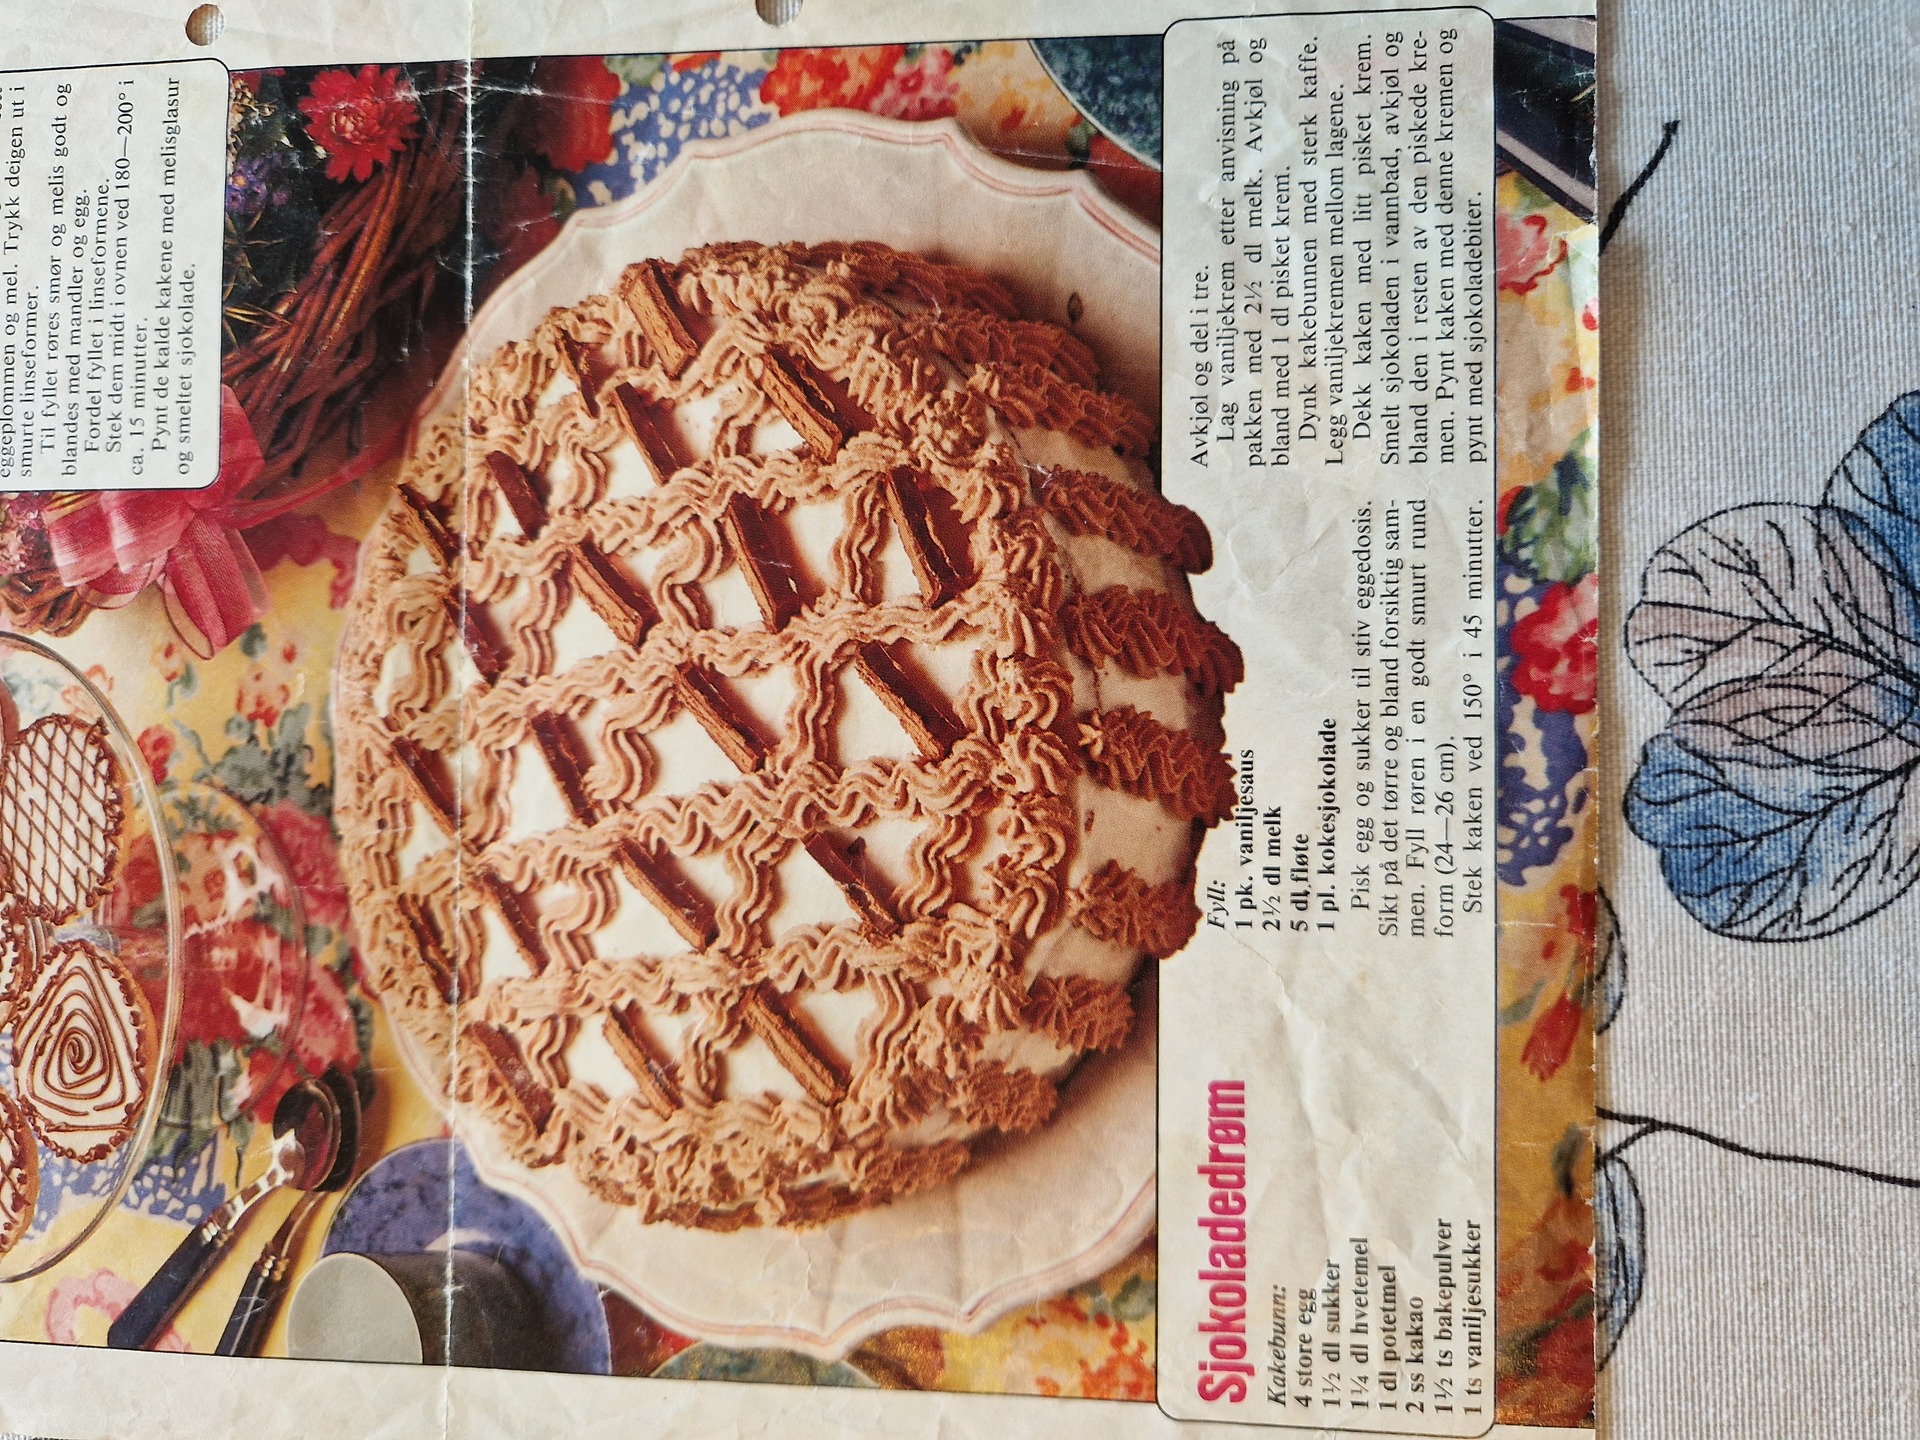 eggeplommen og mel. Trykk deigen ut i
smurte linseformer.
Til fyllet røres smør og melis godt og
blandes med mandler og egg.
Fordel fyllet i linseformene.
Stek dem midt i ovnen ved 180—200° i
ca. 15 minutter.
Pynt de kalde kakene med melisglasur
og smeltet sjokolade.
Sjokoladedrøm
Kakebunn:
4 store egg
1½ dl sukker
1¼ dl hvetemel
1 dl potetmel
2 ss kakao
1½ ts bakepulver
1 ts vaniljesukker
Fyll:
1 pk. vaniljesaus
2½ dl melk
5 dl fløte
1 pl. kokesjokolade
Pisk egg og sukker til stiv eggedosis.
Sikt på det tørre og bland forsiktig sam-
men. Fyll røren i en godt smurt rund
form (24—26 cm).
Stek kaken ved 150° i 45 minutter.
Avkjøl og del i tre.
Lag vaniljekrem etter anvisning på
pakken med 2½ dl melk. Avkjøl og
bland med 1 dl pisket krem.
Dynk kakebunnen med sterk kaffe.
Legg vaniljekremen mellom lagene.
Dekk kaken med litt pisket krem.
Smelt sjokoladen i vannbad, avkjøl og
bland den i resten av den piskede kre-
men. Pynt kaken med denne kremen og
pynt med sjokoladebiter.